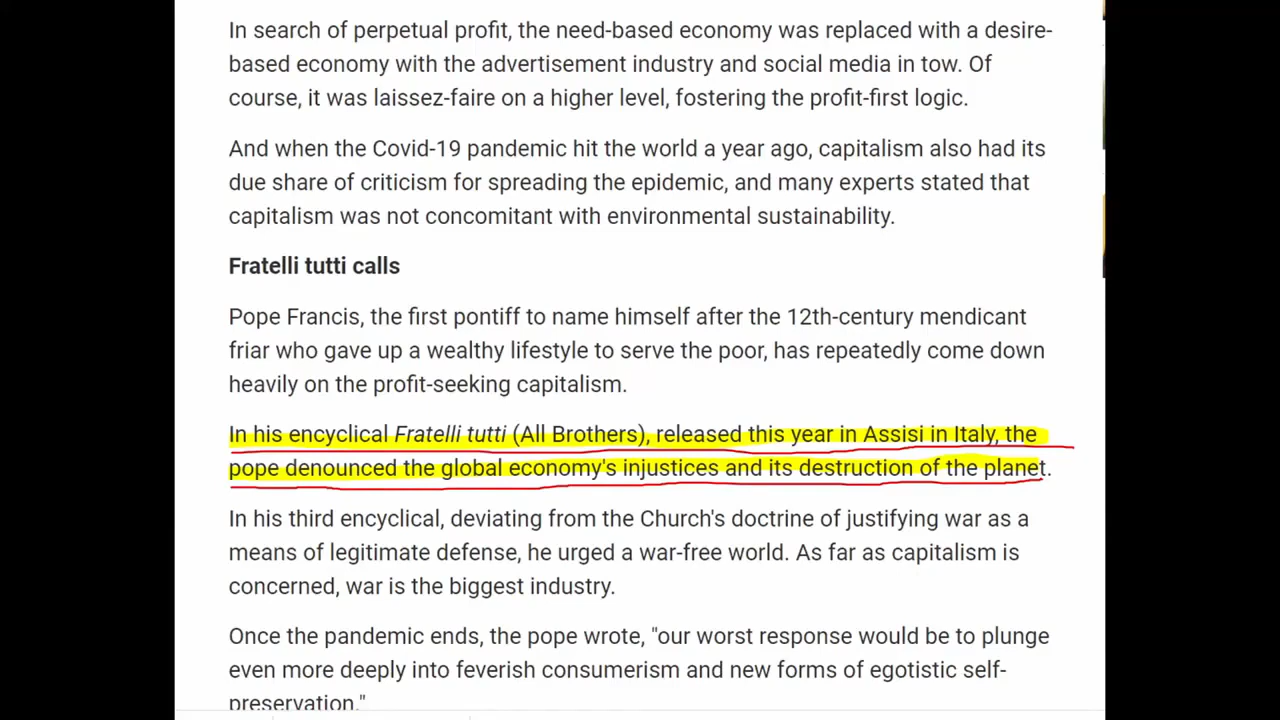 In search of perpetual profit, the need-based economy was replaced with a desire-
based economy with the advertisement industry and social media in tow. Of
course, it was laissez-faire on a higher level, fostering the profit-first logic.
And when the Covid-19 pandemic hit the world a year ago, capitalism also had its
due share of criticism for spreading the epidemic, and many experts stated that
capitalism was not concomitant with environmental sustainability.
Fratelli tutti calls
Pope Francis, the first pontiff to name himself after the 12th-century mendicant
friar who gave up a wealthy lifestyle to serve the poor, has repeatedly come down
heavily on the profit-seeking capitalism.
In his encyclical Fratelli tutti (All Brothers), released this year in Assisi in Italy, the
pope denounced the global economy's injustices and its destruction of the planet.
In his third encyclical, deviating from the Church's doctrine of justifying war as a
means of legitimate defense, he urged a war-free world. As far as capitalism is
concerned, war is the biggest industry.
Once the pandemic ends, the pope wrote, "our worst response would be to plunge
even more deeply into feverish consumerism and new forms of egotistic self-
preservation."